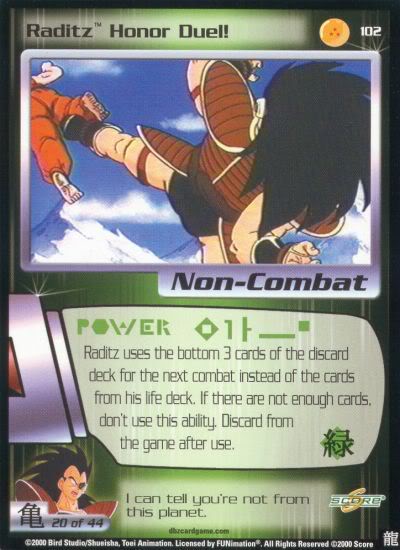 Raditz™ Honor Duel!
102
Non-Combat
POWER
Raditz uses the bottom 3 cards of the discard
deck for the next combat instead of the cards
from his life deck. If there are not enough cards,
don't use this ability. Discard from
the game after use.
緑
I can tell you're not from
this planet.
SCORE
亀
20 of 44
dbzcardgame.com
龍
©2000 Bird Studio/Shueisha, Toei Animation. Licensed by FUNimation®. All Rights Reserved ©2000 Score